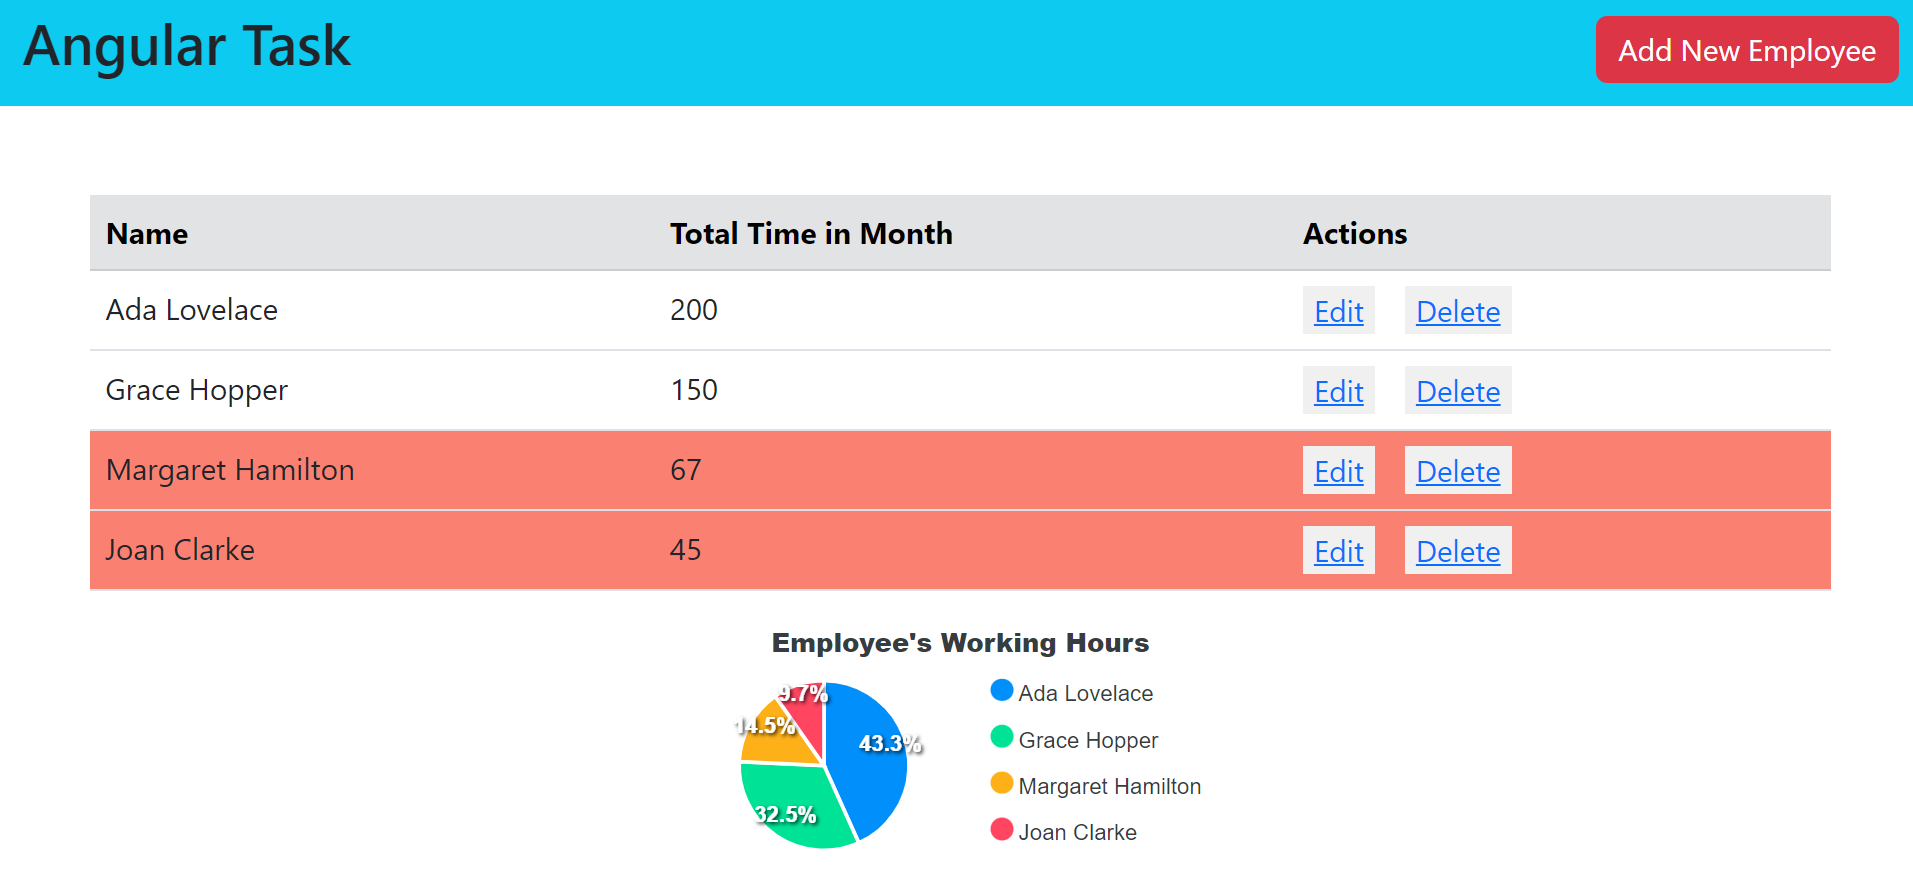 Angular Task
Add New Employee
Name Total Time in Month Actions
Ada Lovelace 200 Edit Delete
Grace Hopper 150 Edit Delete
Margaret Hamilton 67 Edit Delete
Joan Clarke 45 Edit Delete
Employee's Working Hours
9.7%
14.5%
43.3%
32.5%
Ada Lovelace
Grace Hopper
Margaret Hamilton
Joan Clarke